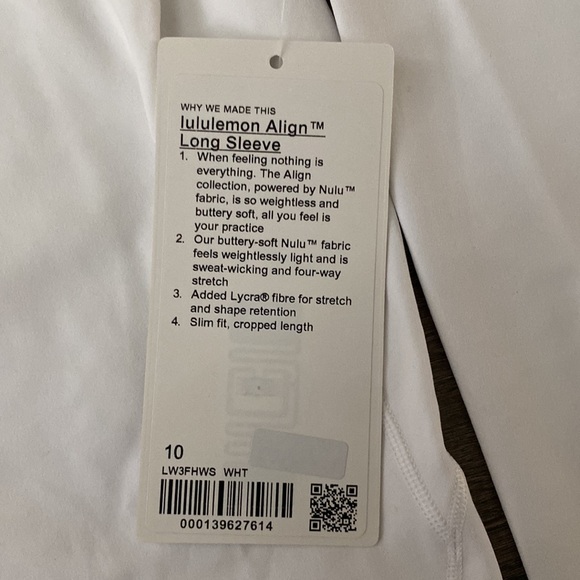 WHY WE MADE THIS
lululemon Align™
Long Sleeve
1. When feeling nothing is
everything. The Align
collection, powered by Nulu™
fabric, is so weightless and
buttery soft, all you feel is
your practice
2. Our buttery-soft Nulu™ fabric
feels weightlessly light and is
sweat-wicking and four-way
stretch
3. Added Lycra® fibre for stretch
and shape retention
4. Slim fit, cropped length
10
LW3FHWS WHT
000139627614